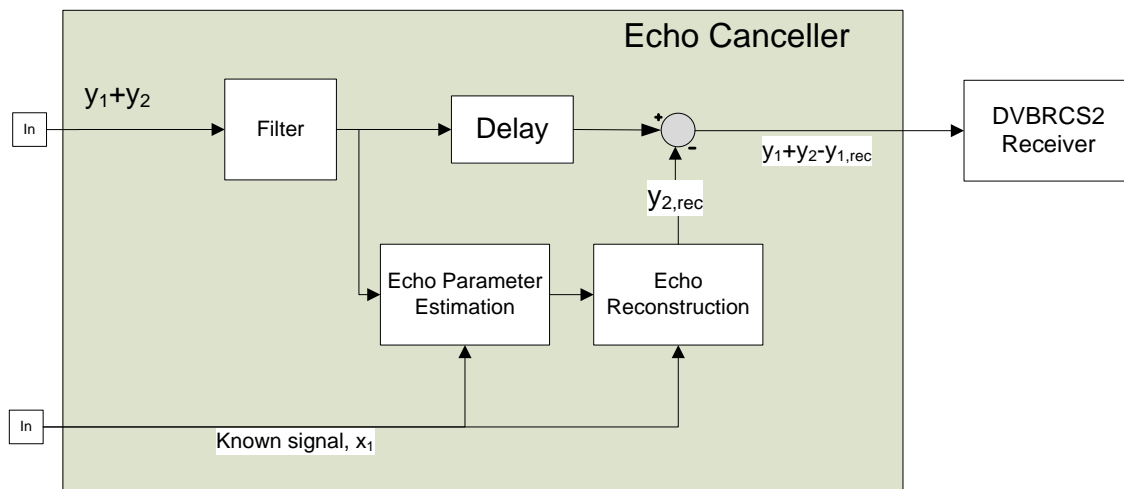 Echo Canceller
y₁+y₂
In
Filter
Delay
+
-
y₁+y₂-y₁,rec
DVBRCS2
Receiver
y₂,rec
Echo Parameter
Estimation
Echo
Reconstruction
In
Known signal, x₁